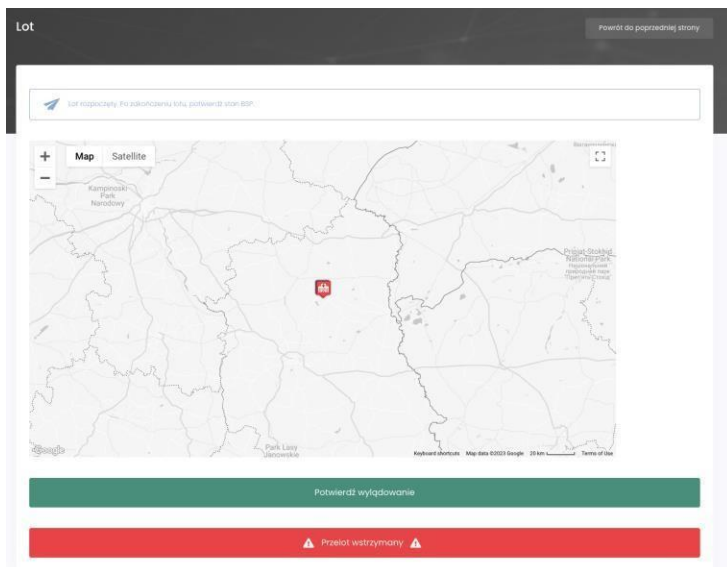 Lot
Powrót do poprzedniej strony
Lot rozpoczęty. Po zakończeniu lotu, potwierdź stan BSP.
+
Map
Satellite
−
Kampinoski
Park
Narodowy
Pripjat-Stokhid
National Park
Park Lasy
Janowskie
Google
Keyboard shortcuts
Map data ©2023 Google
20 km
Terms of Use
Potwierdź wylądowanie
Przelot wstrzymany